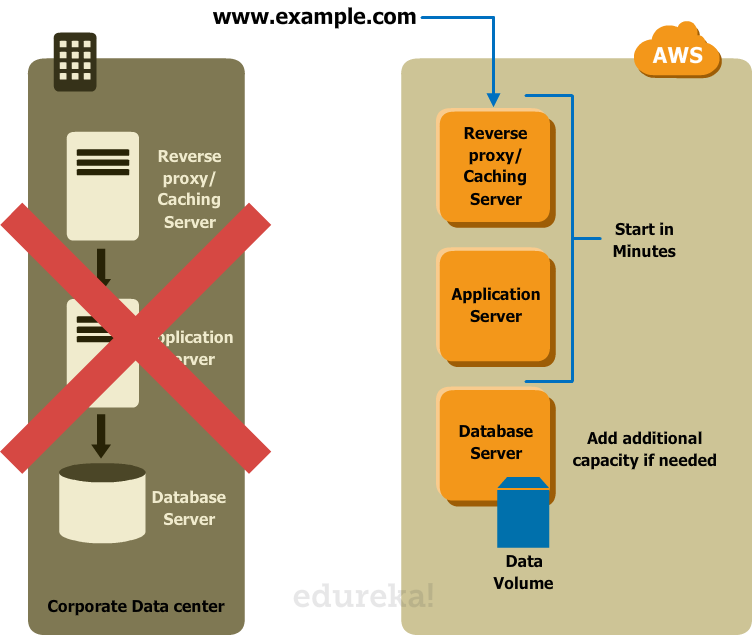 www.example.com
AWS
Reverse
proxy/
Caching
Server
Server
Database
Server
Corporate Data center
Reverse
proxy/
Caching
Server
Application
Server
Database
Server
Data
Volume
Start in
Minutes
Add additional
capacity if needed
edureka!